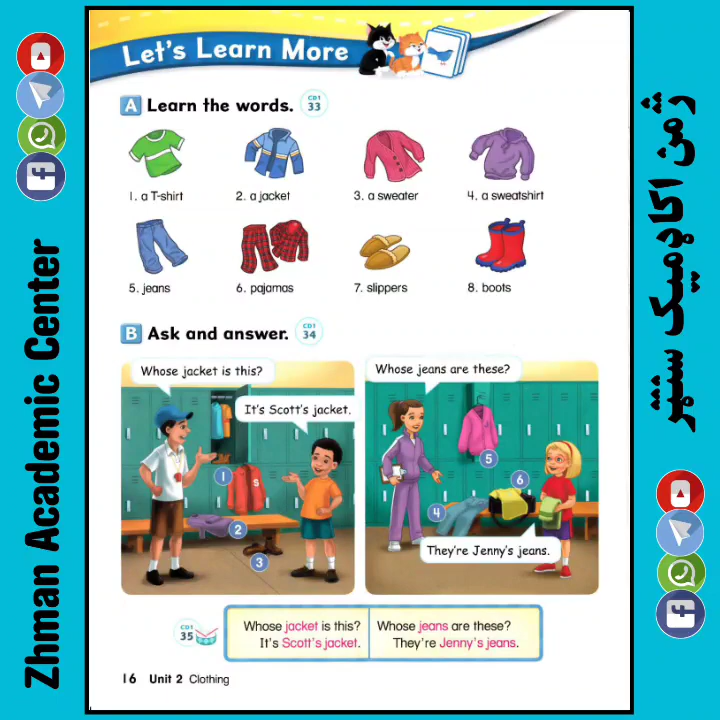 Let's Learn More
A Learn the words. CD1 33
1. a T-shirt
2. a jacket
3. a sweater
4. a sweatshirt
5. jeans
6. pajamas
7. slippers
8. boots
B Ask and answer. CD1 34
Whose jacket is this?
It's Scott's jacket.
1
S
2
3
Whose jeans are these?
5
6
4
They're Jenny's jeans.
CD1 35
Whose jacket is this?
It's Scott's jacket.
Whose jeans are these?
They're Jenny's jeans.
16 Unit 2 Clothing
Zhman Academic Center
ژمن اکاډمیک سنټر